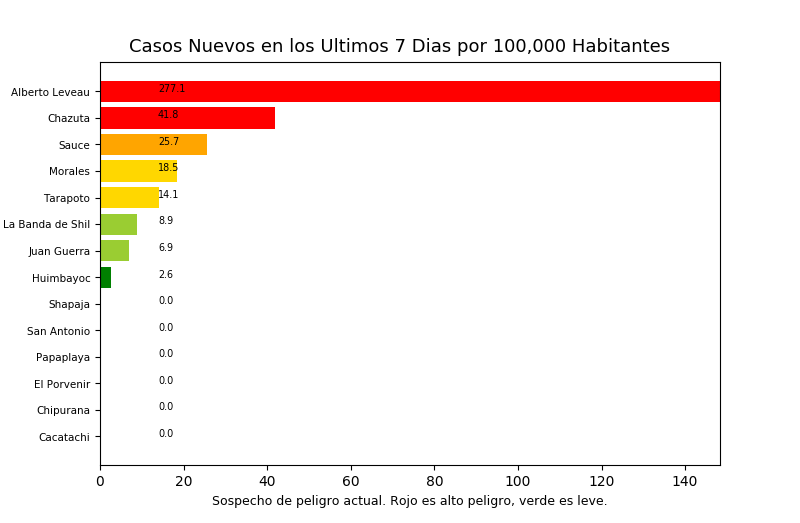 Casos Nuevos en los Ultimos 7 Dias por 100,000 Habitantes
Alberto Leveau 277.1
Chazuta 41.8
Sauce 25.7
Morales 18.5
Tarapoto 14.1
La Banda de Shil 8.9
Juan Guerra 6.9
Huimbayoc 2.6
Shapaja 0.0
San Antonio 0.0
Papaplaya 0.0
El Porvenir 0.0
Chipurana 0.0
Cacatachi 0.0
0 20 40 60 80 100 120 140
Sospecho de peligro actual. Rojo es alto peligro, verde es leve.